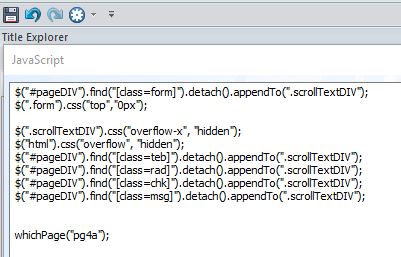 Title Explorer
JavaScript
$("#pageDIV").find("[class=form]").detach().appendTo(".scrollTextDIV");
$(".form").css("top","0px");
$(".scrollTextDIV").css("overflow-x", "hidden");
$("html").css("overflow", "hidden");
$("#pageDIV").find("[class=teb]").detach().appendTo(".scrollTextDIV");
$("#pageDIV").find("[class=rad]").detach().appendTo(".scrollTextDIV");
$("#pageDIV").find("[class=chk]").detach().appendTo(".scrollTextDIV");
$("#pageDIV").find("[class=msg]").detach().appendTo(".scrollTextDIV");
whichPage("pg4a");